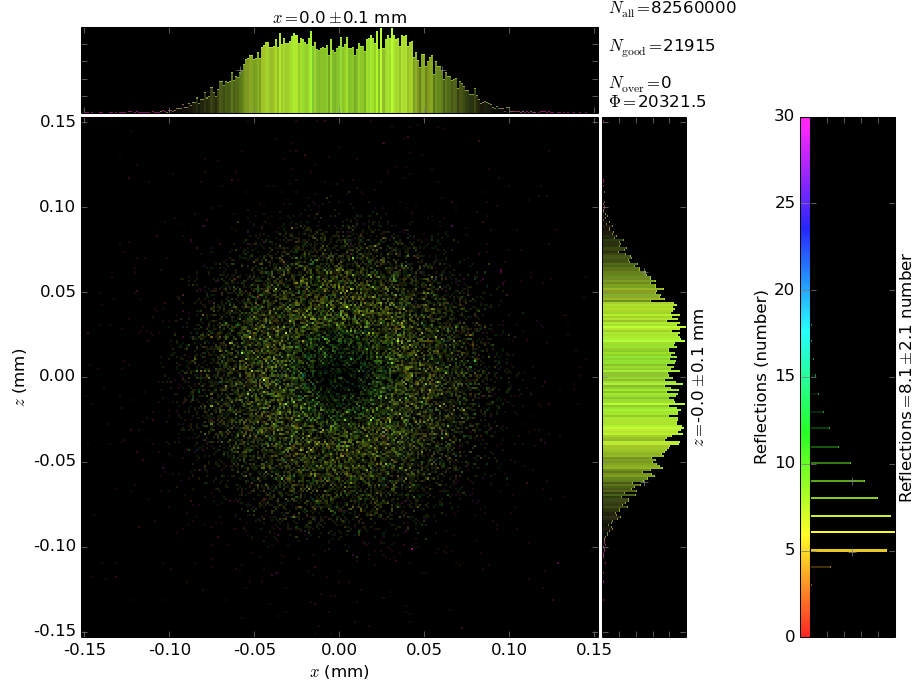 x=0.0 ±0.1 mm
N_all=82560000
N_good=21915
N_over=0
Φ=20321.5
0.15
0.10
0.05
0.00
-0.05
-0.10
-0.15
z (mm)
-0.15 -0.10 -0.05 0.00 0.05 0.10 0.15
x (mm)
z=-0.0 ±0.1 mm
30
25
20
15
10
5
0
Reflections (number)
Reflections=8.1 ±2.1 number